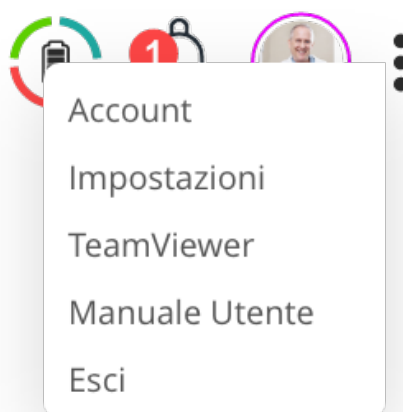 1
Account
Impostazioni
TeamViewer
Manuale Utente
Esci